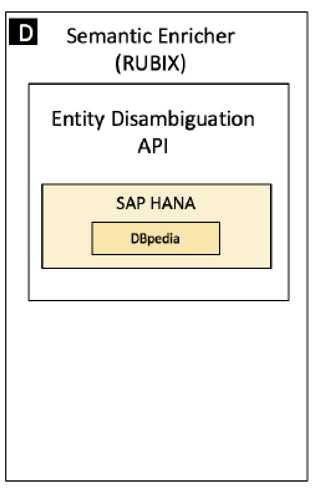 D
Semantic Enricher
(RUBIX)
Entity Disambiguation
API
SAP HANA
DBpedia